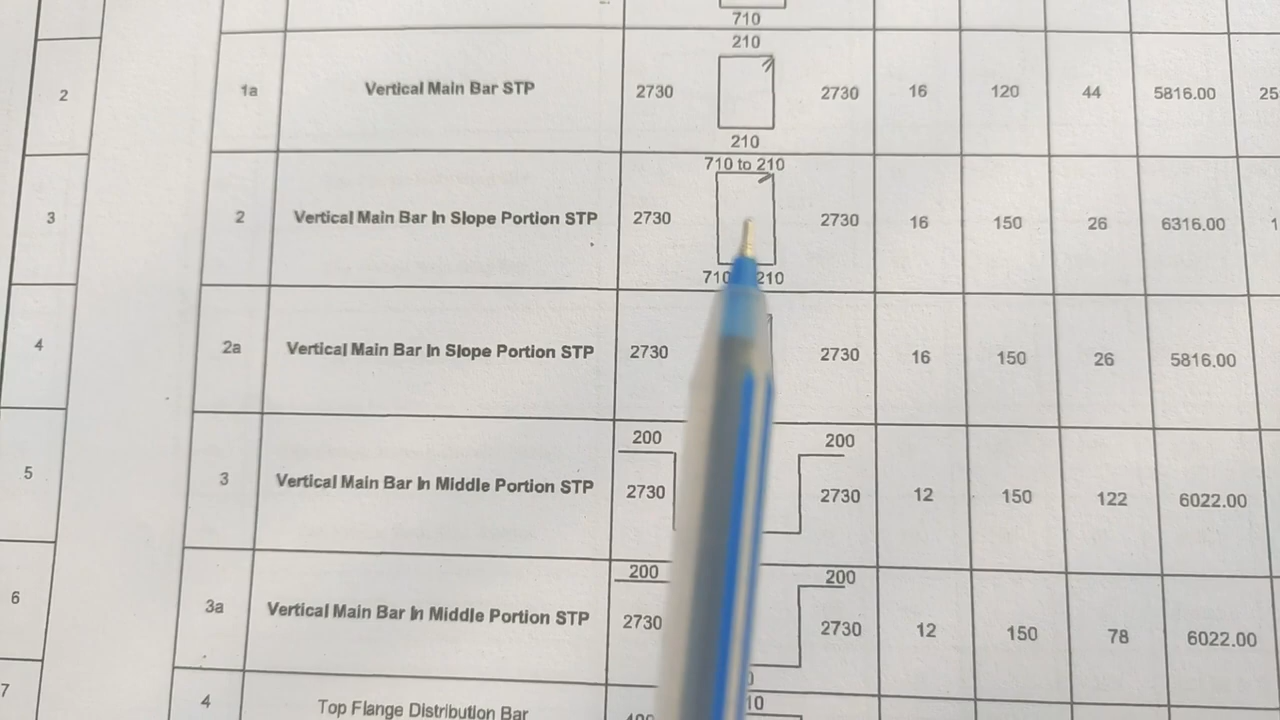 710
210
2 1a Vertical Main Bar STP 2730 2730 16 120 44 5816.00 25
210
710 to 210
3 2 Vertical Main Bar In Slope Portion STP 2730 2730 16 150 26 6316.00 1
710 210
4 2a Vertical Main Bar In Slope Portion STP 2730 2730 16 150 26 5816.00
200 200
5 3 Vertical Main Bar In Middle Portion STP 2730 2730 12 150 122 6022.00
200 200
6 3a Vertical Main Bar In Middle Portion STP 2730 2730 12 150 78 6022.00
7 4 Top Flange Distribution Bar